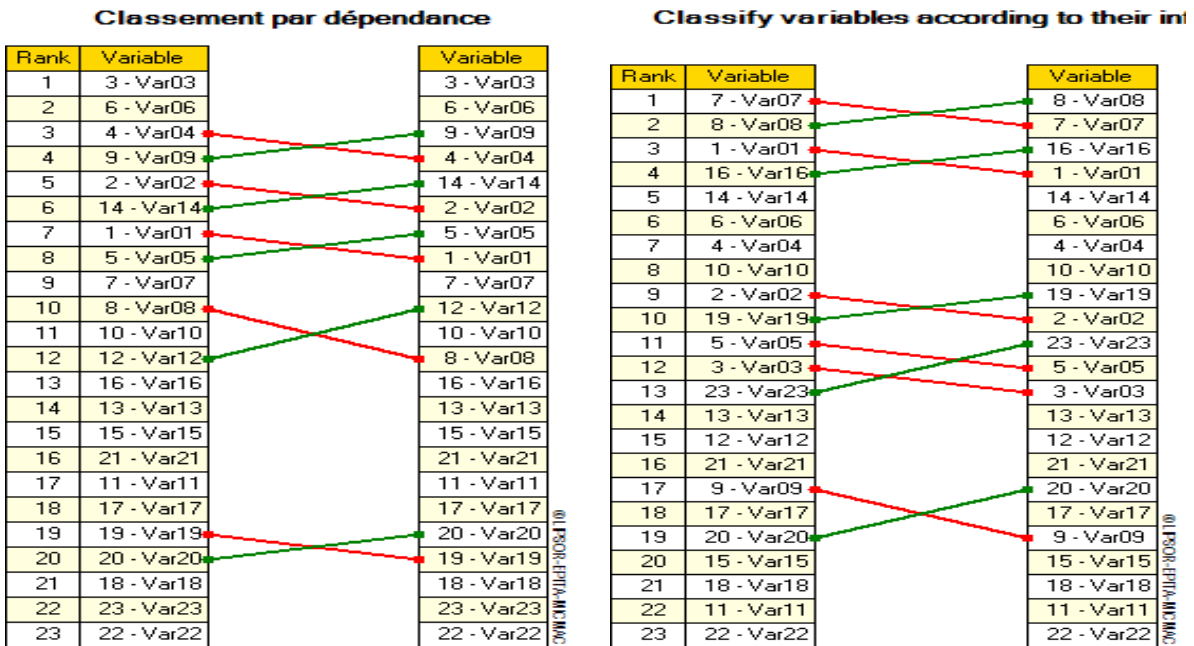 Classement par dépendance
Rank Variable Variable
1 3 - Var03 3 - Var03
2 6 - Var06 6 - Var06
3 4 - Var04 9 - Var09
4 9 - Var09 4 - Var04
5 2 - Var02 14 - Var14
6 14 - Var14 2 - Var02
7 1 - Var01 5 - Var05
8 5 - Var05 1 - Var01
9 7 - Var07 7 - Var07
10 8 - Var08 12 - Var12
11 10 - Var10 10 - Var10
12 12 - Var12 8 - Var08
13 16 - Var16 16 - Var16
14 13 - Var13 13 - Var13
15 15 - Var15 15 - Var15
16 21 - Var21 21 - Var21
17 11 - Var11 11 - Var11
18 17 - Var17 17 - Var17
19 19 - Var19 20 - Var20
20 20 - Var20 19 - Var19
21 18 - Var18 18 - Var18
22 23 - Var23 23 - Var23
23 22 - Var22 22 - Var22
© LIPSOR-EPITA-MICMAC
Classify variables according to their inf
Rank Variable Variable
1 7 - Var07 8 - Var08
2 8 - Var08 7 - Var07
3 1 - Var01 16 - Var16
4 16 - Var16 1 - Var01
5 14 - Var14 14 - Var14
6 6 - Var06 6 - Var06
7 4 - Var04 4 - Var04
8 10 - Var10 10 - Var10
9 2 - Var02 19 - Var19
10 19 - Var19 2 - Var02
11 5 - Var05 23 - Var23
12 3 - Var03 5 - Var05
13 23 - Var23 3 - Var03
14 13 - Var13 13 - Var13
15 12 - Var12 12 - Var12
16 21 - Var21 21 - Var21
17 9 - Var09 20 - Var20
18 17 - Var17 17 - Var17
19 20 - Var20 9 - Var09
20 15 - Var15 15 - Var15
21 18 - Var18 18 - Var18
22 11 - Var11 11 - Var11
23 22 - Var22 22 - Var22
© LIPSOR-EPITA-MICMAC